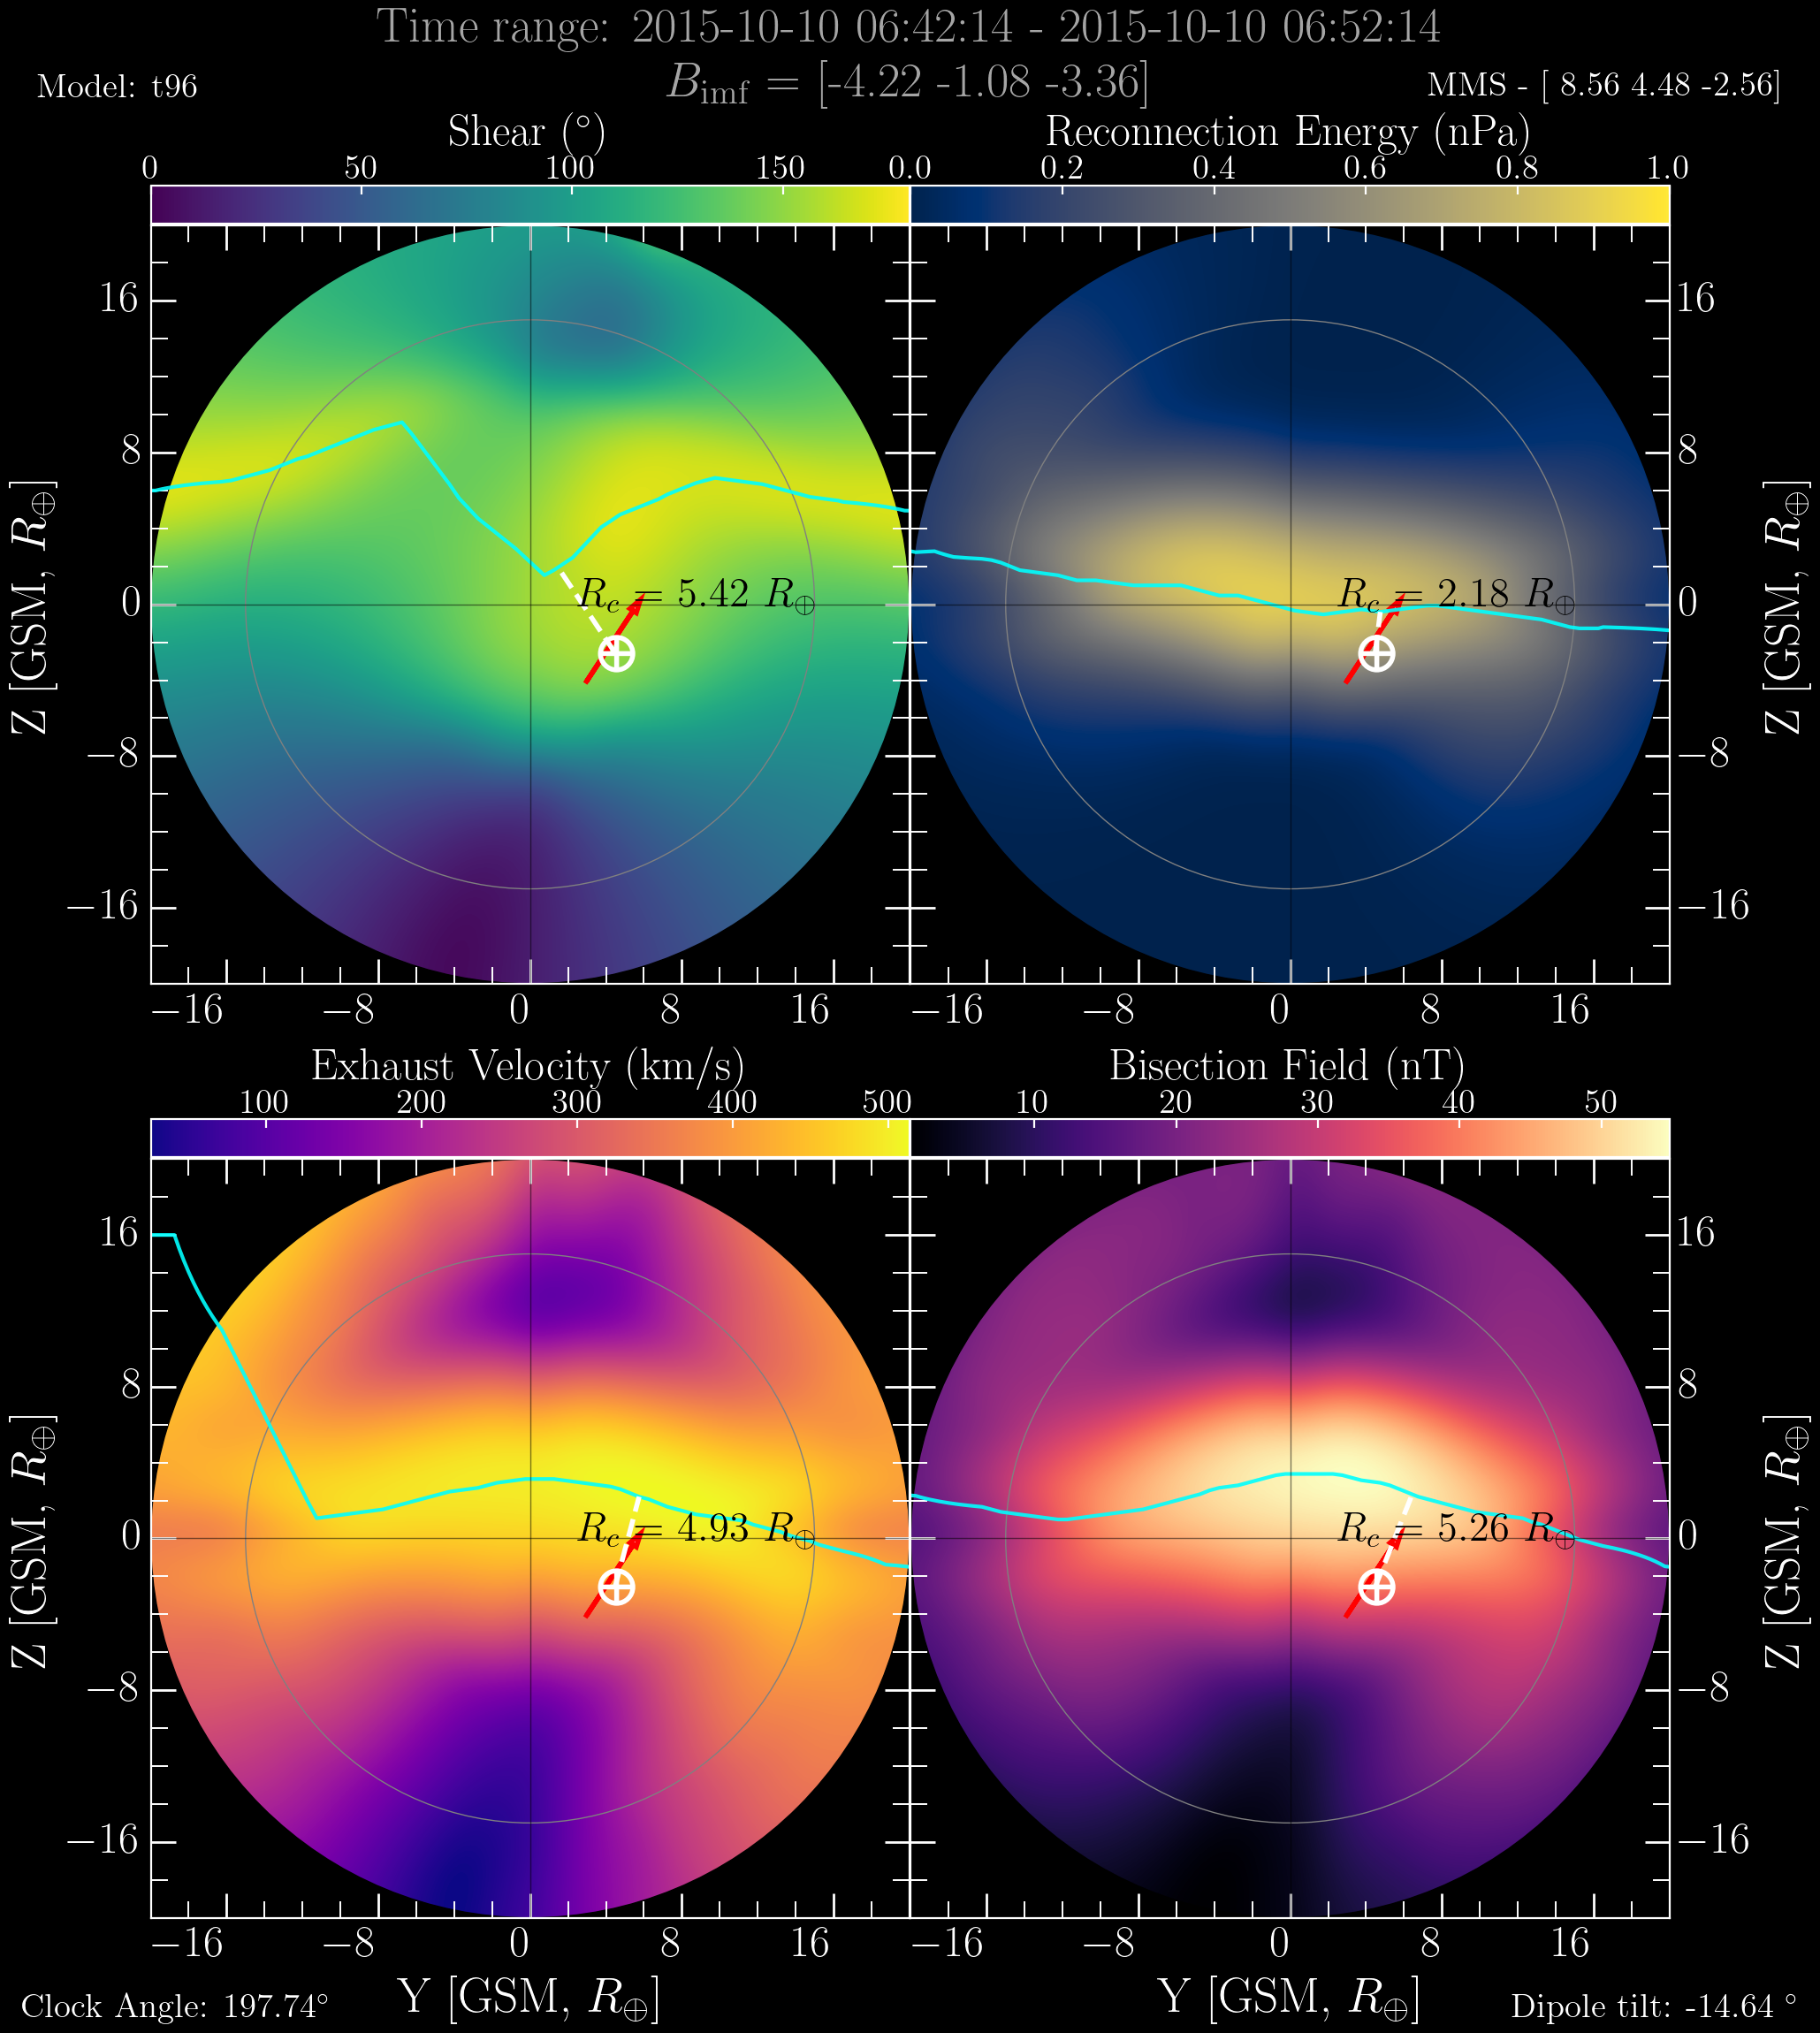 Time range: 2015-10-10 06:42:14 - 2015-10-10 06:52:14
Model: t96
B_imf = [-4.22 -1.08 -3.36]
MMS - [ 8.56 4.48 -2.56]
Shear (°)
0 50 100 150
Reconnection Energy (nPa)
0.0 0.2 0.4 0.6 0.8 1.0
Z [GSM, R⊕]
16
8
0
−8
−16
R_c = 5.42 R⊕
−16 −8 0 8 16
R_c = 2.18 R⊕
16
8
0
−8
−16
Z [GSM, R⊕]
−16 −8 0 8 16
Exhaust Velocity (km/s)
100 200 300 400 500
Bisection Field (nT)
10 20 30 40 50
Z [GSM, R⊕]
16
8
0
−8
−16
R_c = 4.93 R⊕
−16 −8 0 8 16
Y [GSM, R⊕]
R_c = 5.26 R⊕
16
8
0
−8
−16
Z [GSM, R⊕]
−16 −8 0 8 16
Y [GSM, R⊕]
Clock Angle: 197.74°
Dipole tilt: -14.64 °